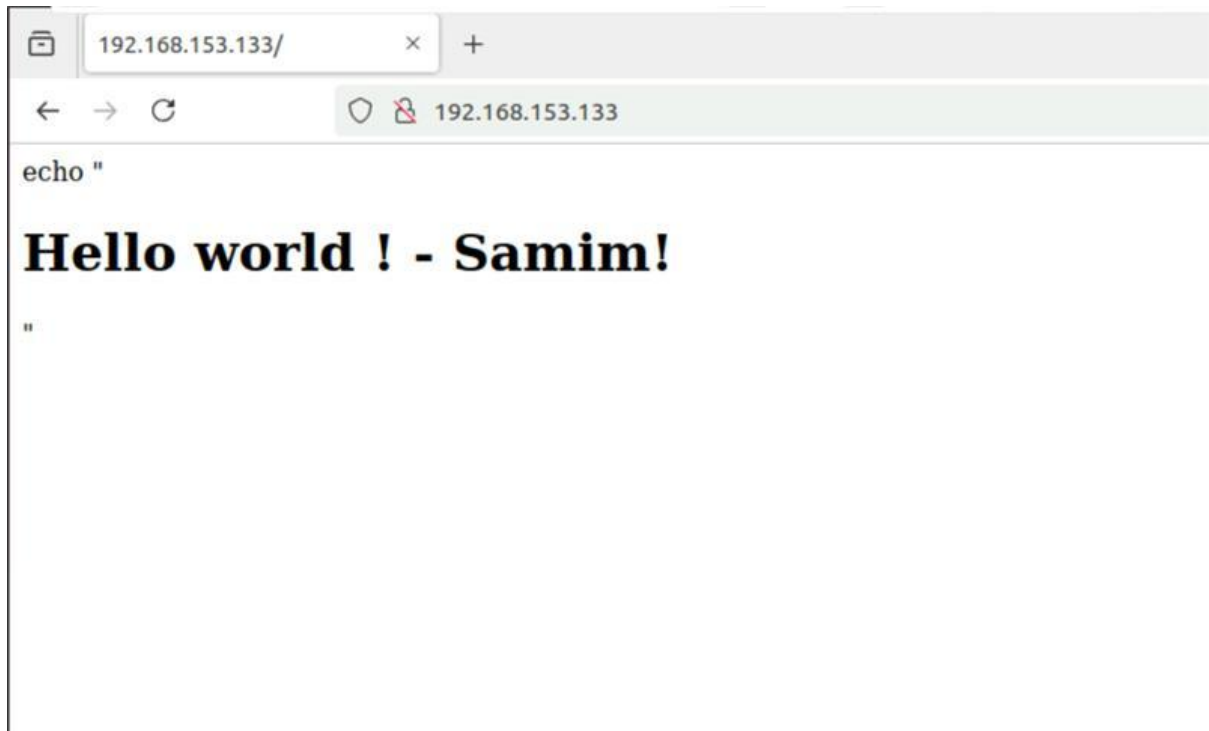 192.168.153.133/
192.168.153.133
echo "
Hello world ! - Samim!
"